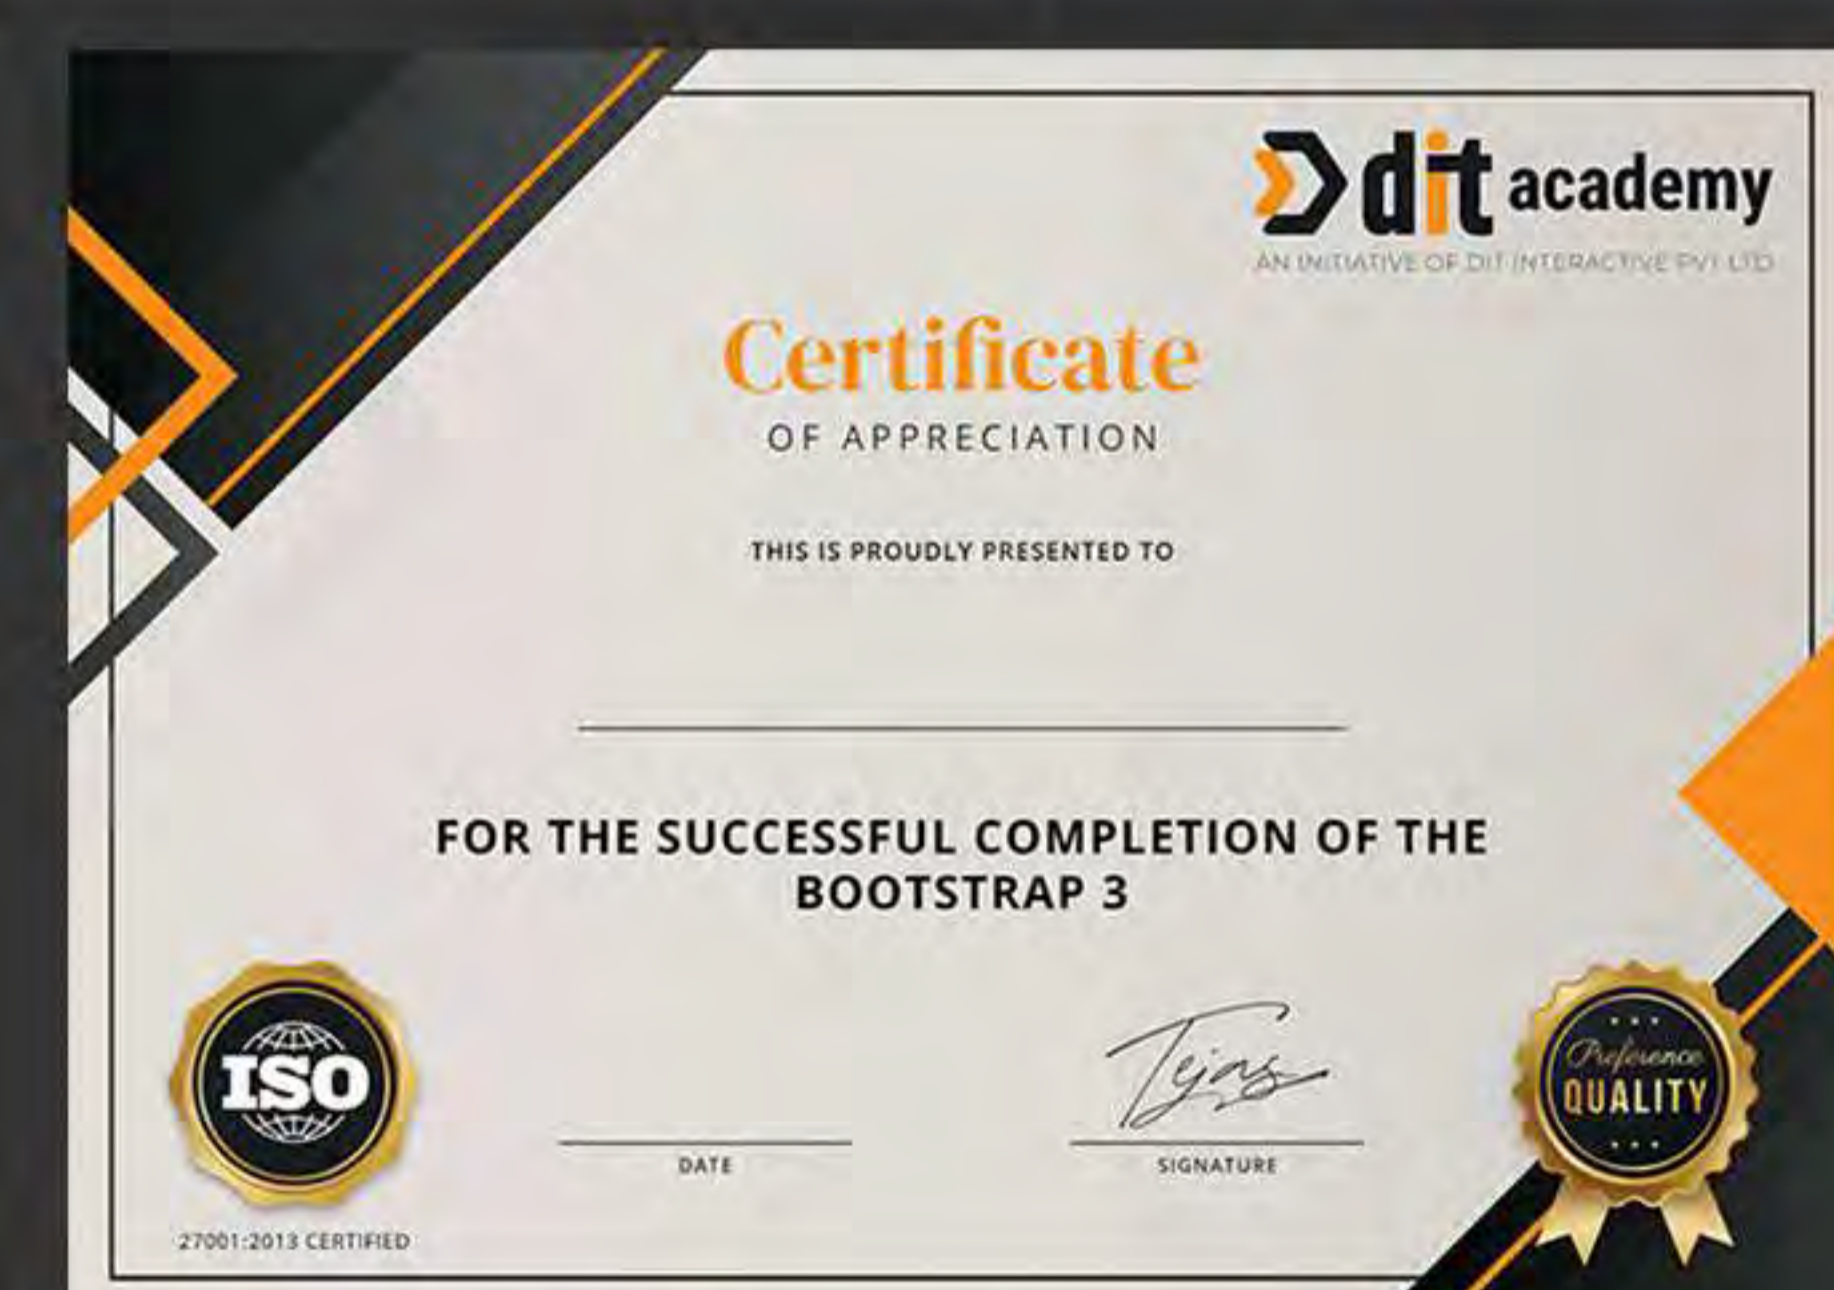 dit academy
AN INITIATIVE OF DIT INTERACTIVE PVT LTD
Certificate
OF APPRECIATION
THIS IS PROUDLY PRESENTED TO
FOR THE SUCCESSFUL COMPLETION OF THE
BOOTSTRAP 3
ISO
27001:2013 CERTIFIED
DATE
Tejas
SIGNATURE
Preference
QUALITY